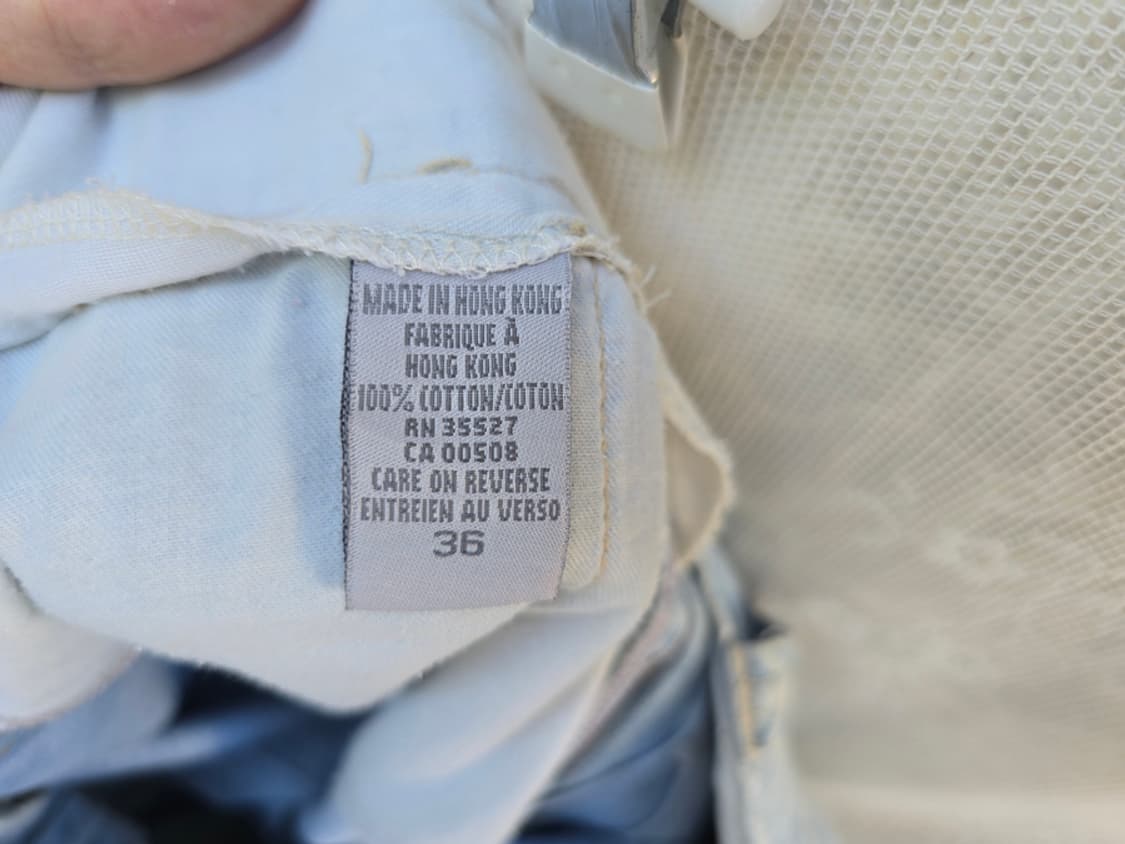 MADE IN HONG KONG
FABRIQUE À
HONG KONG
100% COTTON/COTON
RN 35527
CA 00508
CARE ON REVERSE
ENTREIEN AU VERSO
36